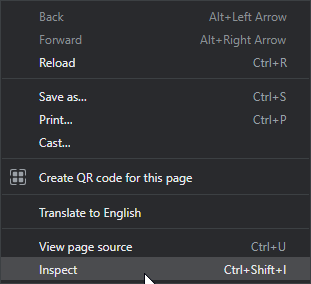 Back Alt+Left Arrow
Forward Alt+Right Arrow
Reload Ctrl+R
Save as... Ctrl+S
Print... Ctrl+P
Cast...
Create QR code for this page
Translate to English
View page source Ctrl+U
Inspect Ctrl+Shift+I